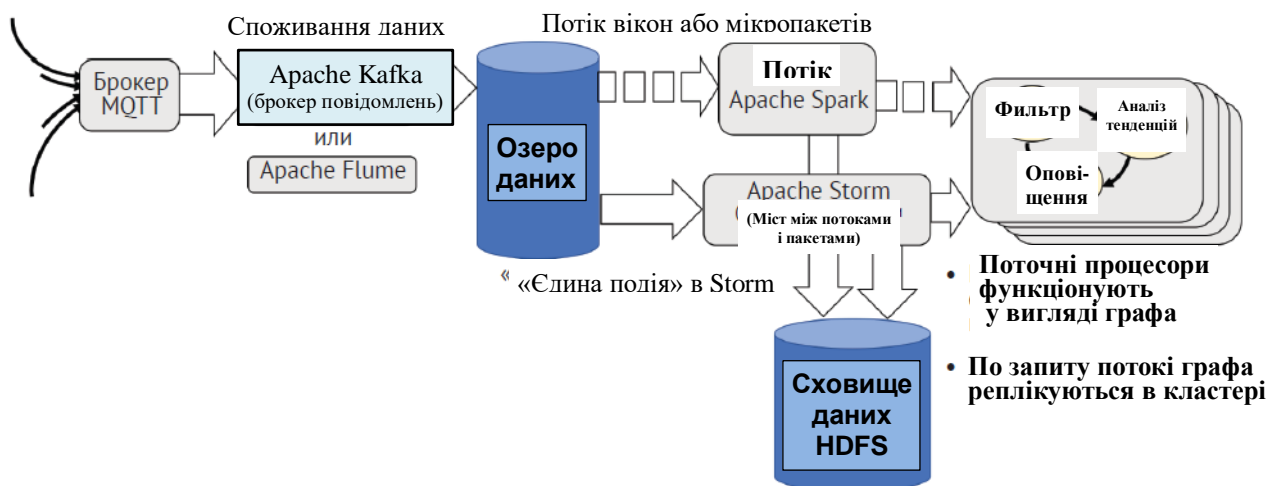 Споживання даних
Потік вікон або мікропакетів
Брокер
MQTT
Apache Kafka
(брокер повідомлень)
или
Apache Flume
Озеро
даних
Потік
Apache Spark
Apache Storm
(Міст між потоками
і пакетами)
Фильтр
Аналіз
тенденцій
Опові-
щення
« «Єдина подія» в Storm
Сховище
даних
HDFS
• Поточні процесори
функціонують
у вигляді графа
• По запиту потокі графа
реплікуються в кластері